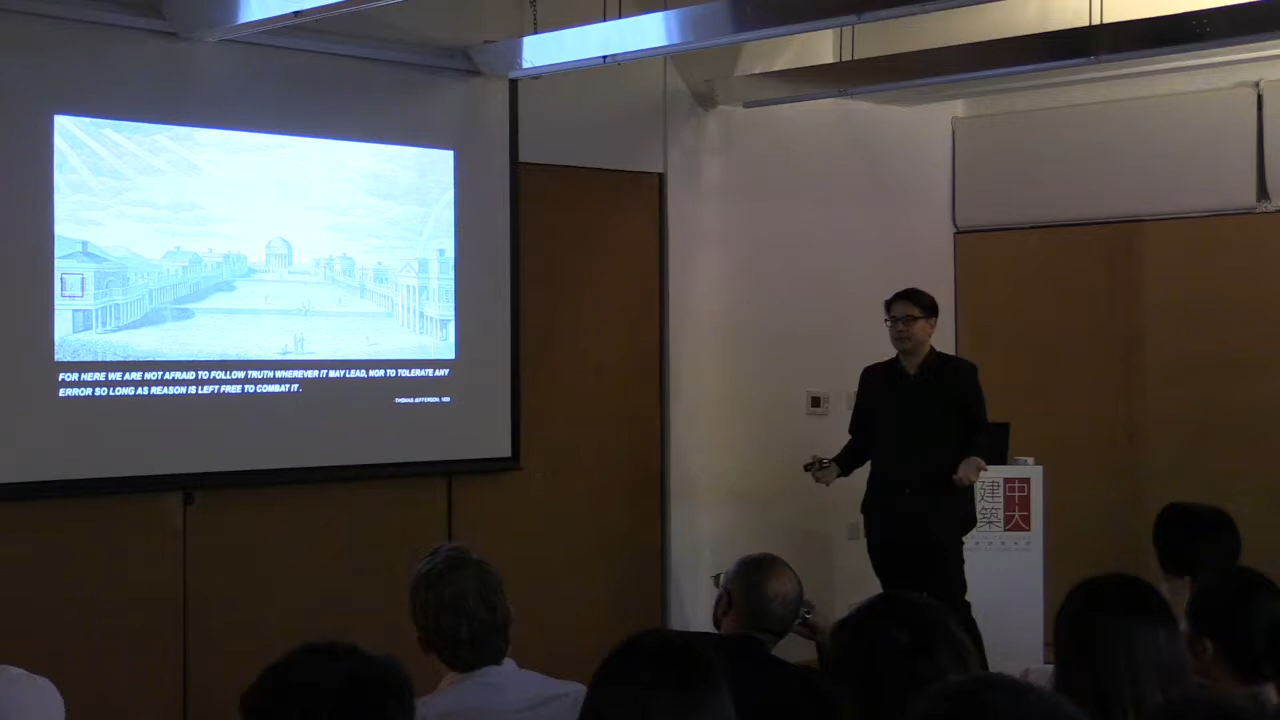 FOR HERE WE ARE NOT AFRAID TO FOLLOW TRUTH WHEREVER IT MAY LEAD, NOR TO TOLERATE ANY
ERROR SO LONG AS REASON IS LEFT FREE TO COMBAT IT.
-THOMAS JEFFERSON,
建築
中大